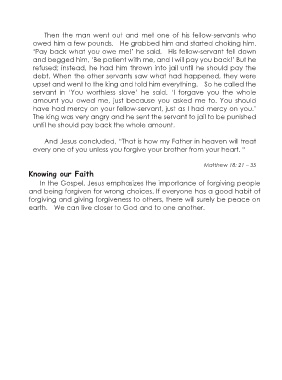 Then the man went out and met one of his fellow-servants who
owed him a few pounds. He grabbed him and started choking him.
'Pay back what you owe me!' he said. His fellow-servant fell down
and begged him, 'Be patient with me, and I will pay you back!' But he
refused; instead, he had him thrown into jail until he should pay the
debt. When the other servants saw what had happened, they were
upset and went to the king and told him everything. So he called the
servant in 'You worthless slave' he said. 'I forgave you the whole
amount you owed me, just because you asked me to. You should
have had mercy on your fellow-servant, just as I had mercy on you.'
The king was very angry and he sent the servant to jail to be punished
until he should pay back the whole amount.
And Jesus concluded, "That is how my Father in heaven will treat
every one of you unless you forgive your brother from your heart. "
Matthew 18: 21 – 35
Knowing our Faith
In the Gospel, Jesus emphasizes the importance of forgiving people
and being forgiven for wrong choices. If everyone has a good habit of
forgiving and giving forgiveness to others, there will surely be peace on
earth. We can live closer to God and to one another.